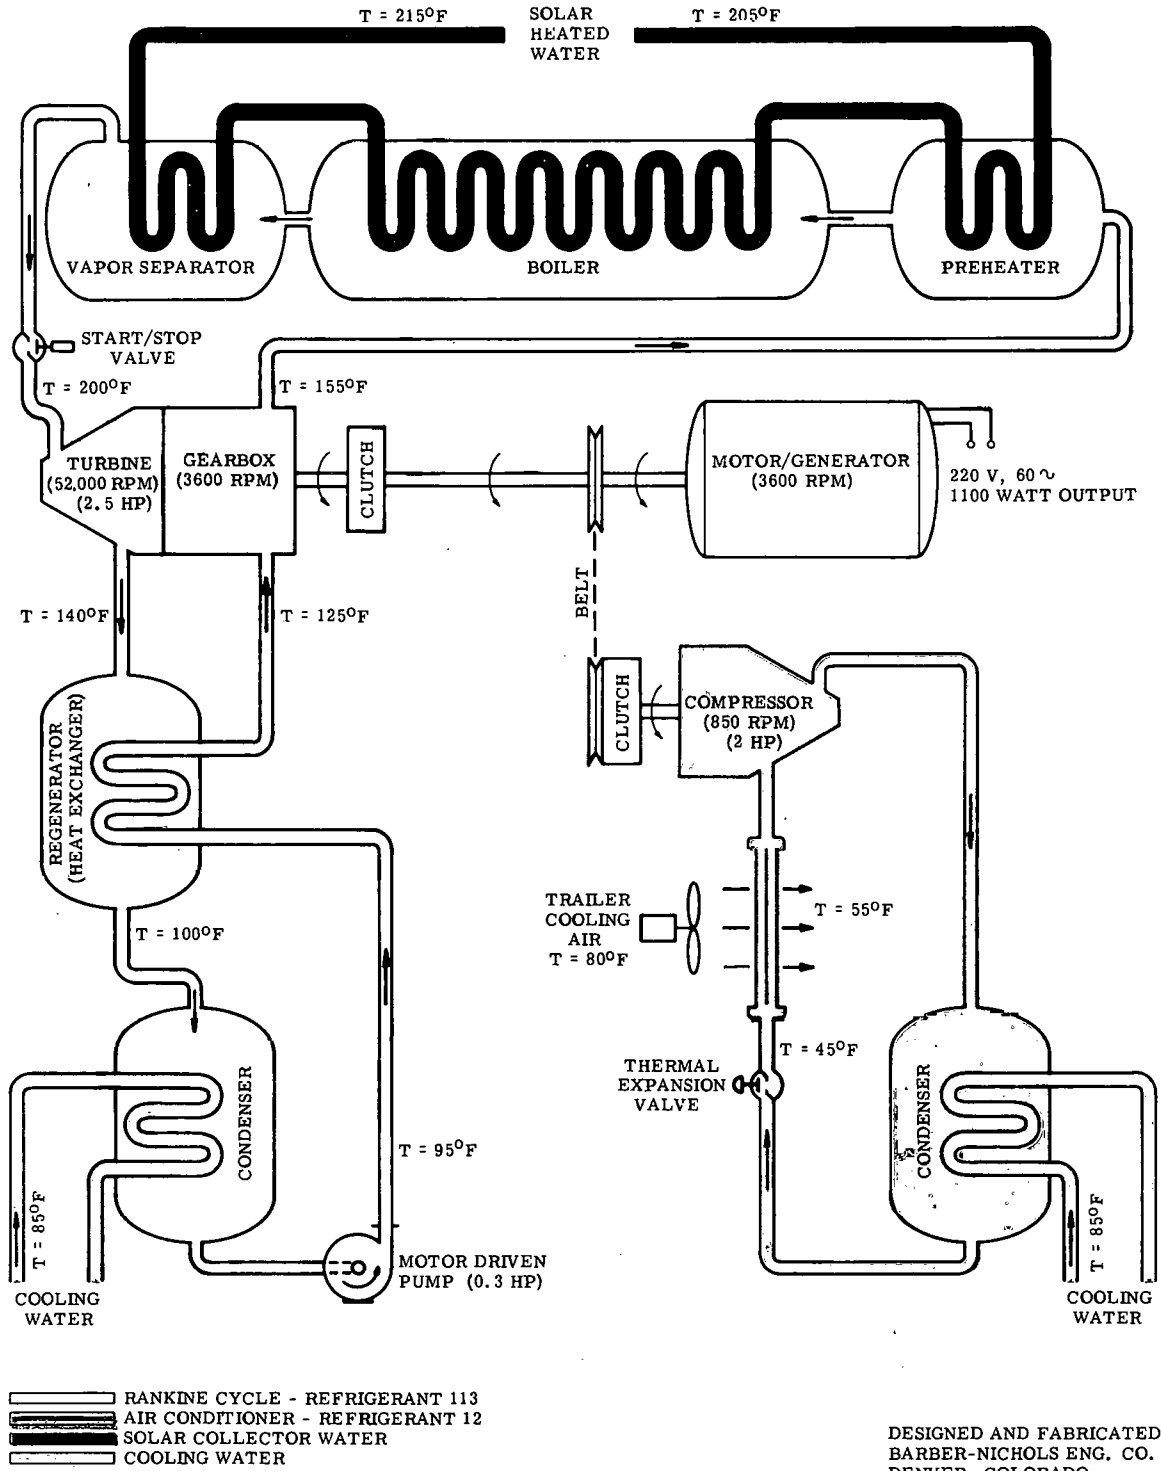 T = 215°F
SOLAR
HEATED
WATER
T = 205°F
VAPOR SEPARATOR
BOILER
PREHEATER
START/STOP
VALVE
T = 200°F
T = 155°F
TURBINE
(52,000 RPM)
(2.5 HP)
GEARBOX
(3600 RPM)
CLUTCH
MOTOR/GENERATOR
(3600 RPM)
220 V, 60 ~
1100 WATT OUTPUT
BELT
T = 140°F
T = 125°F
REGENERATOR
(HEAT EXCHANGER)
CLUTCH
COMPRESSOR
(850 RPM)
(2 HP)
TRAILER
COOLING
AIR
T = 80°F
T = 55°F
T = 100°F
T = 45°F
THERMAL
EXPANSION
VALVE
CONDENSER
CONDENSER
T = 95°F
T = 85°F
T = 85°F
MOTOR DRIVEN
PUMP (0.3 HP)
COOLING
WATER
COOLING
WATER
RANKINE CYCLE - REFRIGERANT 113
AIR CONDITIONER - REFRIGERANT 12
SOLAR COLLECTOR WATER
COOLING WATER
DESIGNED AND FABRICATED
BARBER-NICHOLS ENG. CO.
DENVER, COLORADO